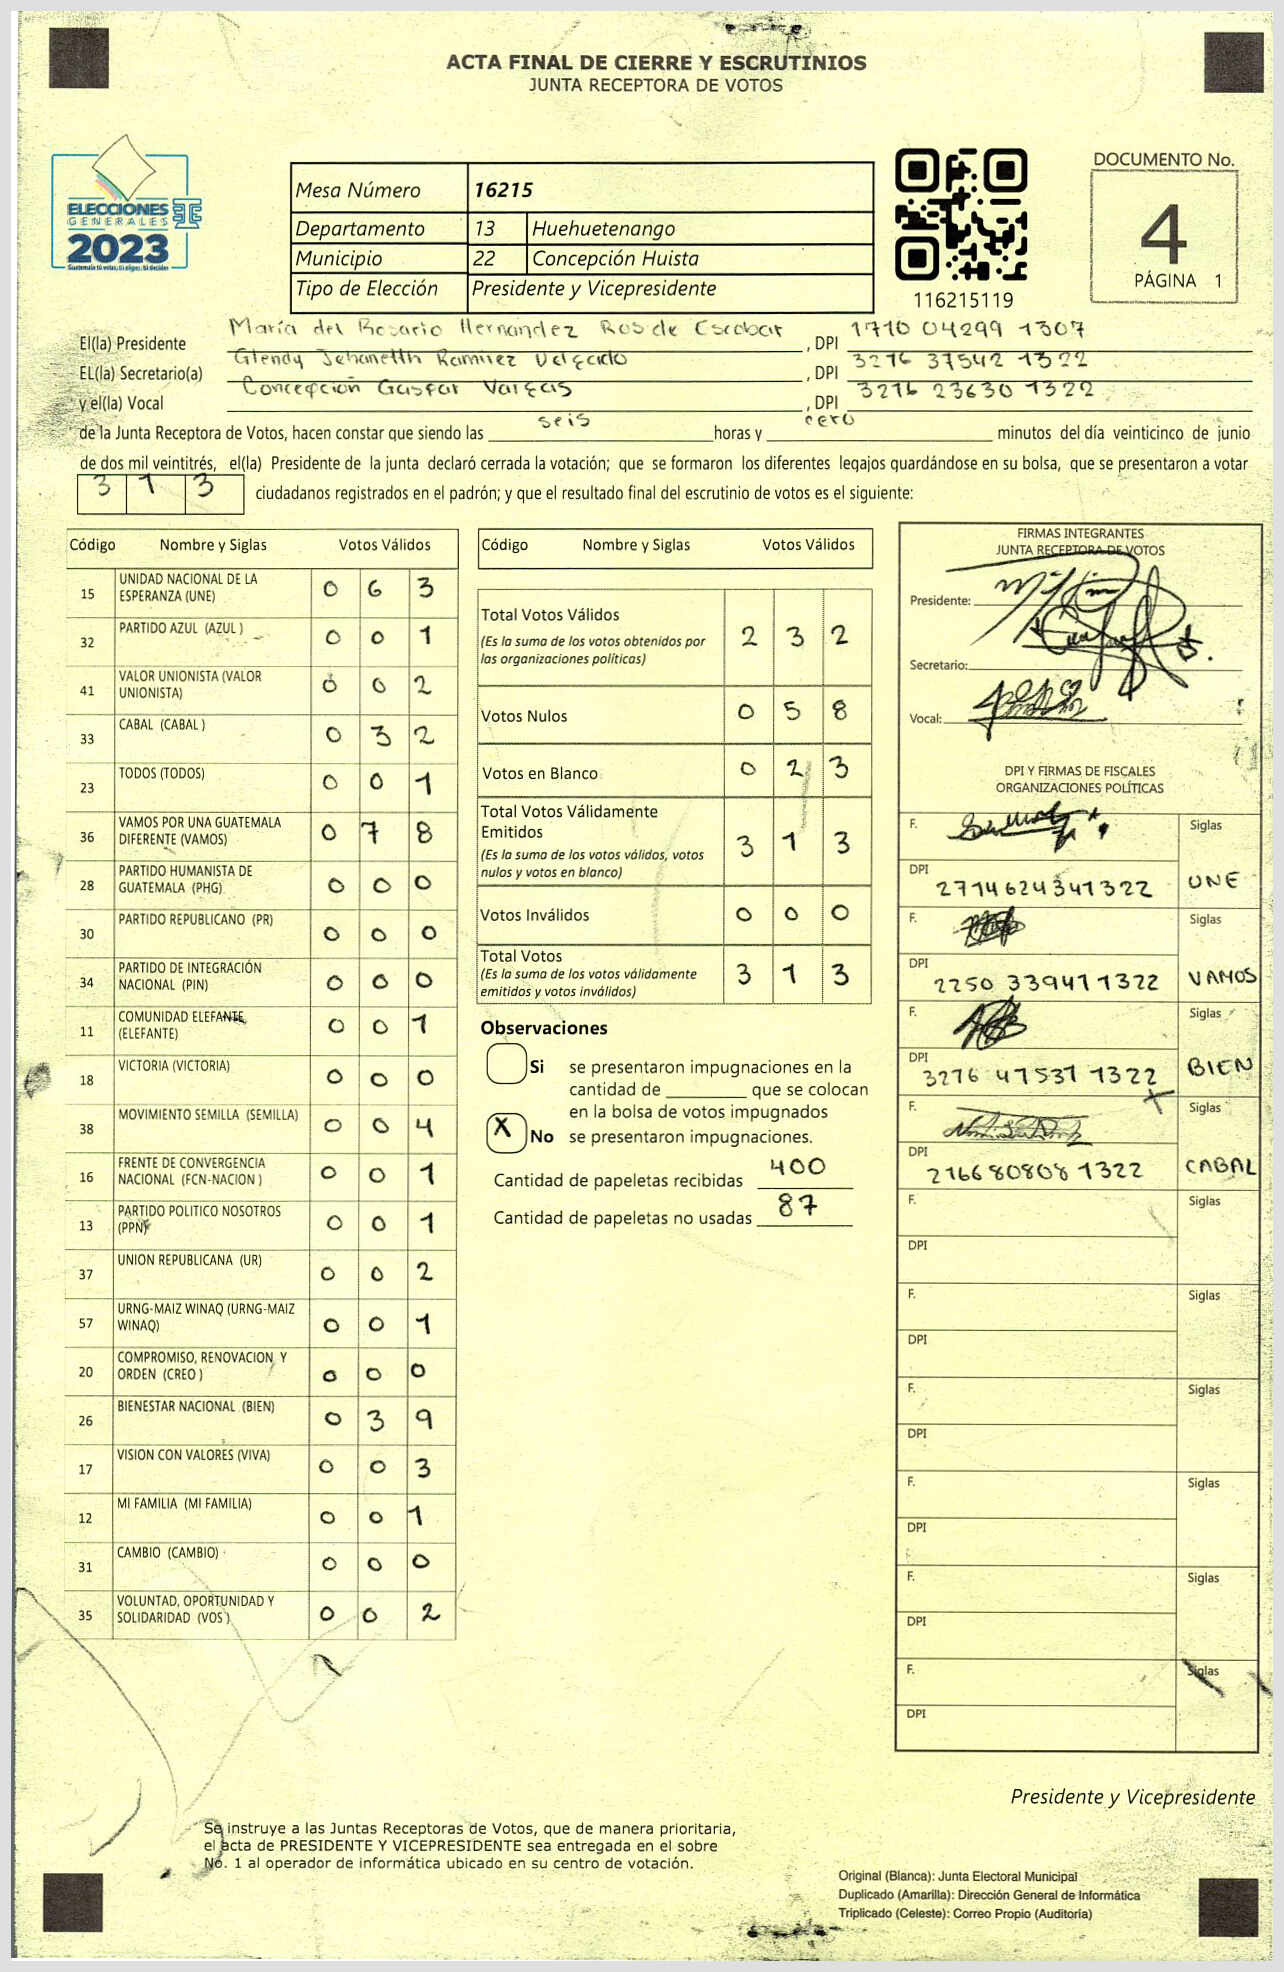 ACTA FINAL DE CIERRE Y ESCRUTINIOS
JUNTA RECEPTORA DE VOTOS
ELECCIONES
GENERALES
2023
Mesa Número 16215
Departamento 13 Huehuetenango
Municipio 22 Concepción Huista
Tipo de Elección Presidente y Vicepresidente
116215119
DOCUMENTO No.
4
PÁGINA 1
El(la) Presidente María del Rosario Hernandez Ros de Escobar , DPI 1710 04299 1307
EL(la) Secretario(a) Glendy Jehanetth Ramírez Delgado , DPI 3276 37542 1322
y el(la) Vocal Concepción Gaspar Vargas , DPI 3276 23630 1322
de la Junta Receptora de Votos, hacen constar que siendo las seis horas y cero minutos del día veinticinco de junio
de dos mil veintitrés, el(la) Presidente de la junta declaró cerrada la votación; que se formaron los diferentes legajos guardándose en su bolsa, que se presentaron a votar
3 1 3 ciudadanos registrados en el padrón; y que el resultado final del escrutinio de votos es el siguiente:
Código Nombre y Siglas Votos Válidos
15 UNIDAD NACIONAL DE LA ESPERANZA (UNE) 0 6 3
32 PARTIDO AZUL (AZUL ) 0 0 1
41 VALOR UNIONISTA (VALOR UNIONISTA) 0 0 2
33 CABAL (CABAL ) 0 3 2
23 TODOS (TODOS) 0 0 1
36 VAMOS POR UNA GUATEMALA DIFERENTE (VAMOS) 0 7 8
28 PARTIDO HUMANISTA DE GUATEMALA (PHG) 0 0 0
30 PARTIDO REPUBLICANO (PR) 0 0 0
34 PARTIDO DE INTEGRACIÓN NACIONAL (PIN) 0 0 0
11 COMUNIDAD ELEFANTE (ELEFANTE) 0 0 1
18 VICTORIA (VICTORIA) 0 0 0
38 MOVIMIENTO SEMILLA (SEMILLA) 0 0 4
16 FRENTE DE CONVERGENCIA NACIONAL (FCN-NACION ) 0 0 1
13 PARTIDO POLITICO NOSOTROS (PPN) 0 0 1
37 UNION REPUBLICANA (UR) 0 0 2
57 URNG-MAIZ WINAQ (URNG-MAIZ WINAQ) 0 0 1
20 COMPROMISO, RENOVACION Y ORDEN (CREO ) 0 0 0
26 BIENESTAR NACIONAL (BIEN) 0 3 9
17 VISION CON VALORES (VIVA) 0 0 3
12 MI FAMILIA (MI FAMILIA) 0 0 1
31 CAMBIO (CAMBIO) 0 0 0
35 VOLUNTAD, OPORTUNIDAD Y SOLIDARIDAD (VOS ) 0 0 2
Código Nombre y Siglas Votos Válidos
Total Votos Válidos 2 3 2
(Es la suma de los votos obtenidos por
las organizaciones políticas)
Votos Nulos 0 5 8
Votos en Blanco 0 2 3
Total Votos Válidamente
Emitidos 3 1 3
(Es la suma de los votos válidos, votos
nulos y votos en blanco)
Votos Inválidos 0 0 0
Total Votos 3 1 3
(Es la suma de los votos válidamente
emitidos y votos inválidos)
Observaciones
Si se presentaron impugnaciones en la
cantidad de ________ que se colocan
en la bolsa de votos impugnados
X No se presentaron impugnaciones.
Cantidad de papeletas recibidas 400
Cantidad de papeletas no usadas 87
FIRMAS INTEGRANTES
JUNTA RECEPTORA DE VOTOS
Presidente:
Secretario:
Vocal:
DPI Y FIRMAS DE FISCALES
ORGANIZACIONES POLÍTICAS
F. Siglas
DPI 2714624341322 UNE
F. Siglas
DPI 2250 339471322 VAMOS
F. Siglas
DPI 3276 47537 1322 BIEN
F. Siglas
DPI 2166808081322 CABAL
F. Siglas
DPI
F. Siglas
DPI
F. Siglas
DPI
F. Siglas
DPI
F. Siglas
DPI
F. Siglas
DPI
Presidente y Vicepresidente
Se instruye a las Juntas Receptoras de Votos, que de manera prioritaria,
el acta de PRESIDENTE Y VICEPRESIDENTE sea entregada en el sobre
No. 1 al operador de informática ubicado en su centro de votación.
Original (Blanca): Junta Electoral Municipal
Duplicado (Amarilla): Dirección General de Informática
Triplicado (Celeste): Correo Propio (Auditoría)